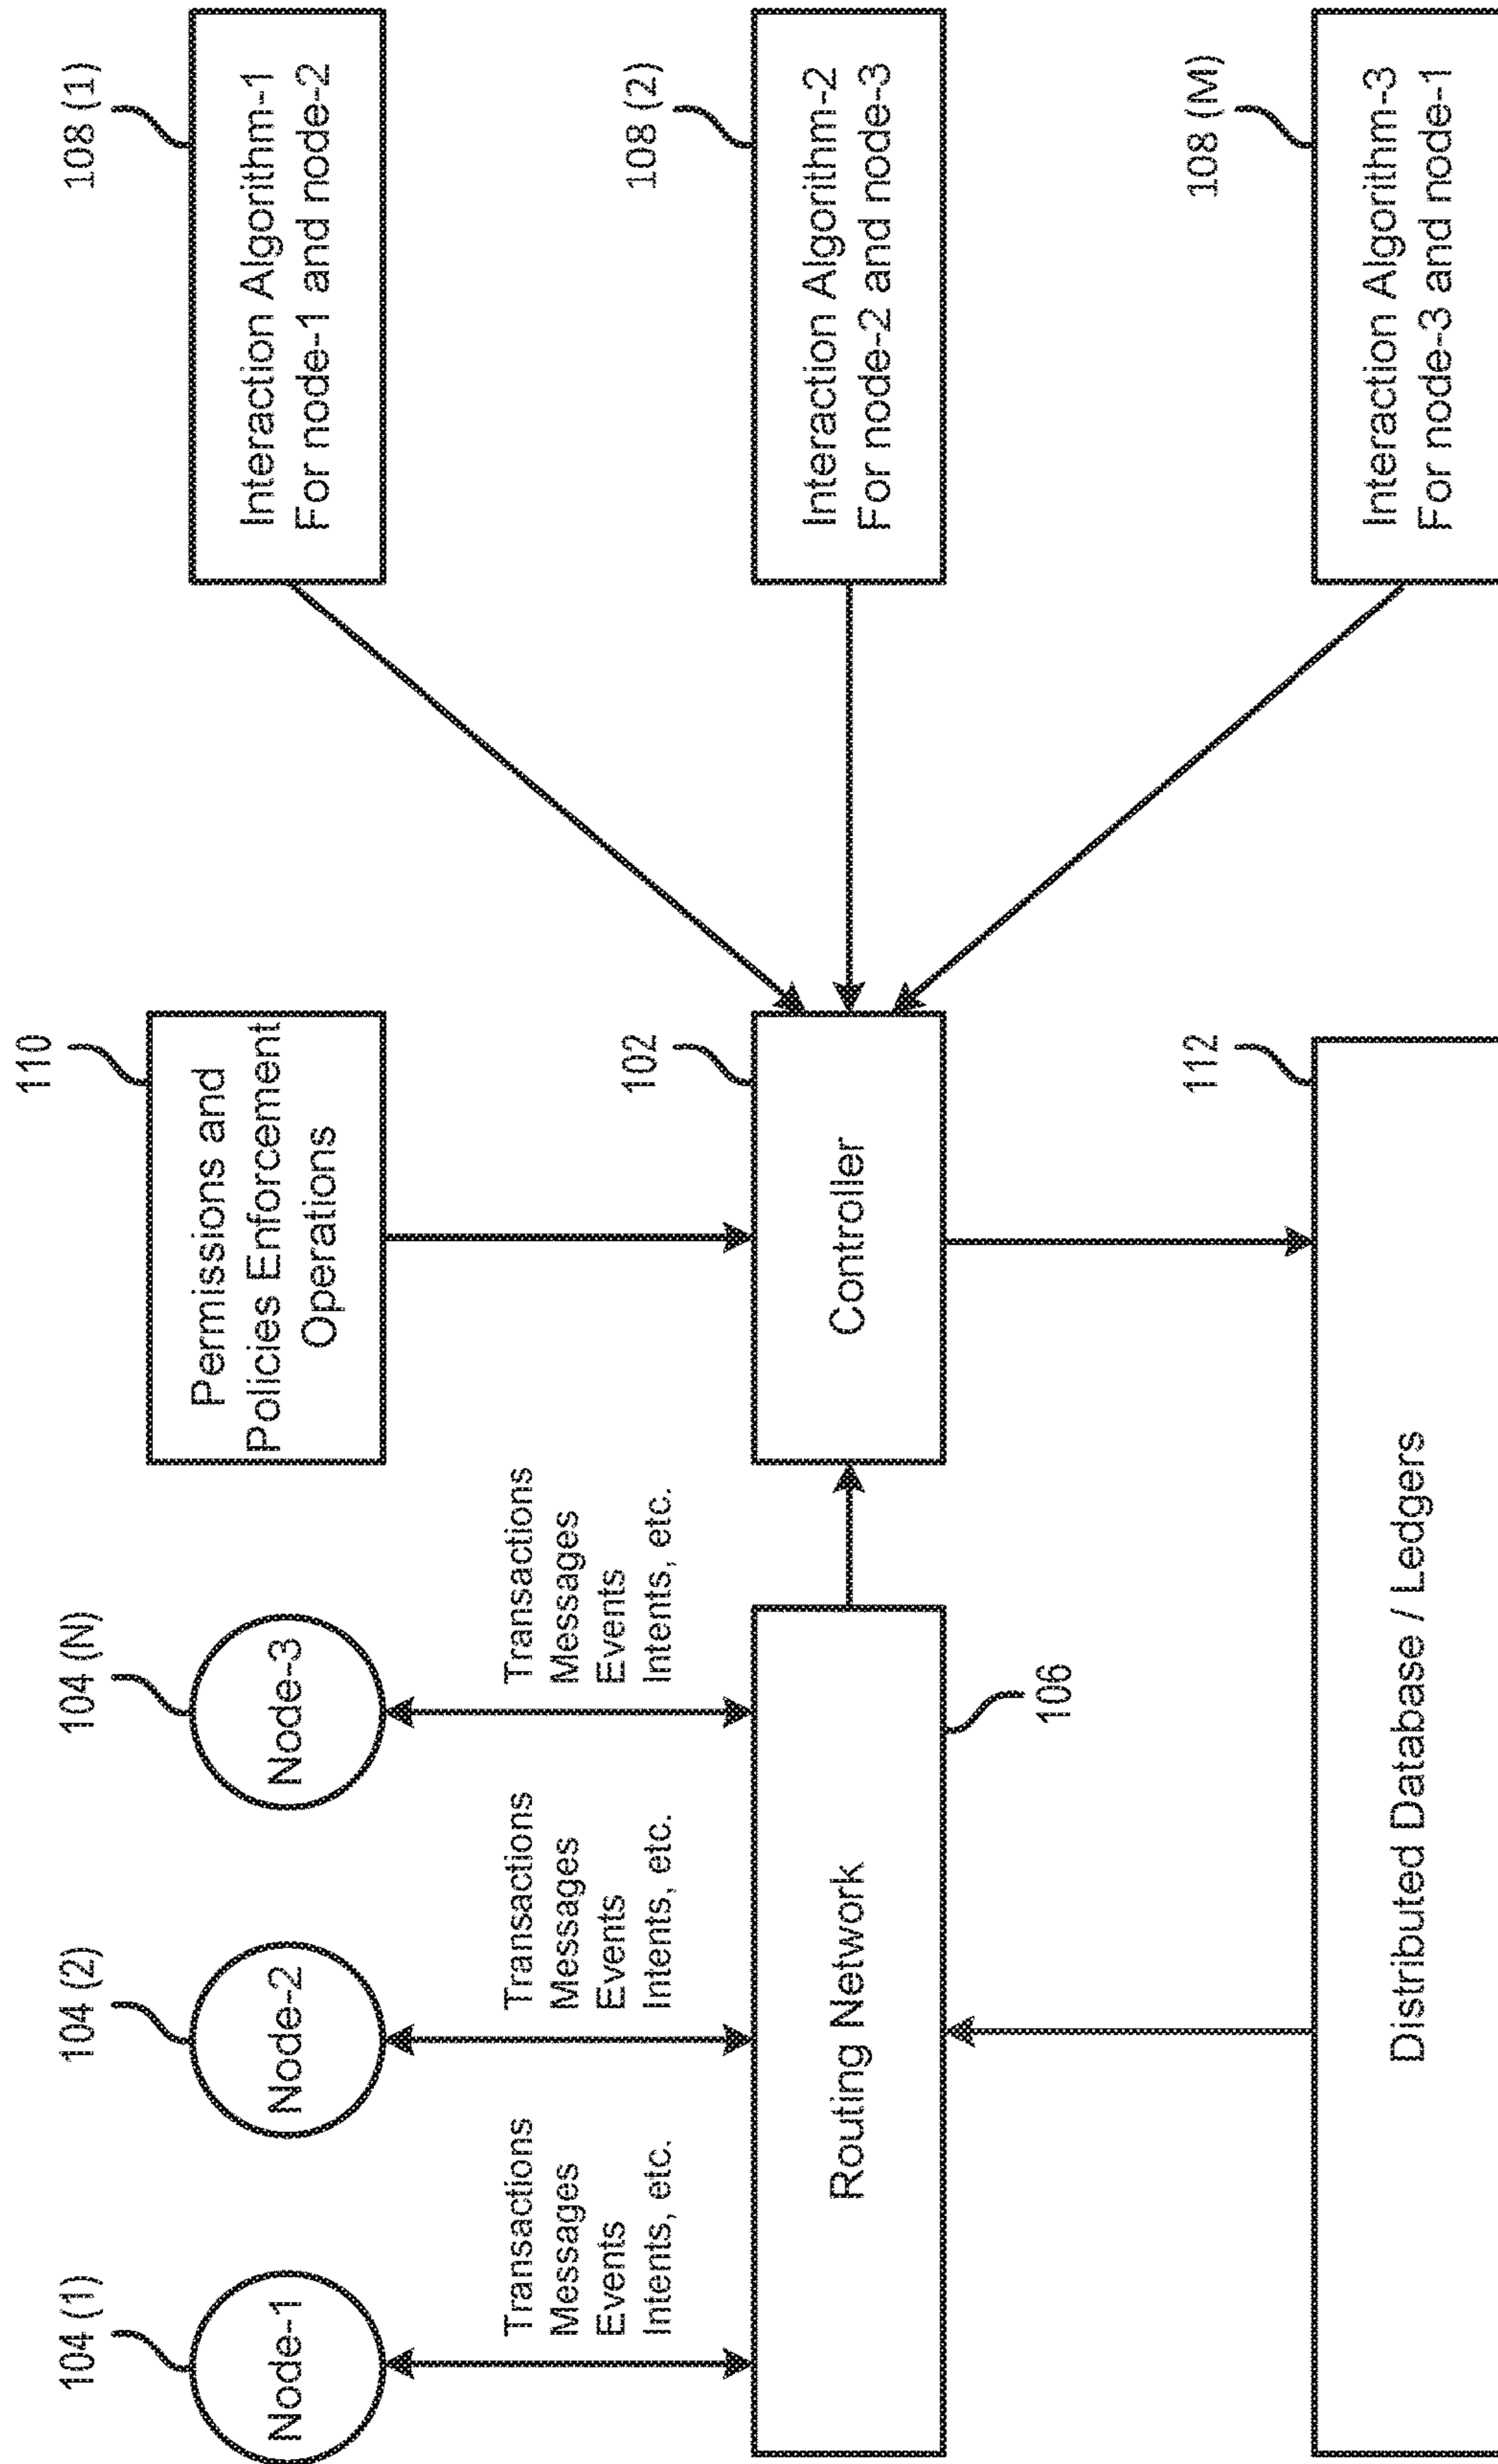 104 (1)
Node-1
104 (2)
Node-2
104 (N)
Node-3
110
Permissions and
Policies Enforcement
Operations
108 (1)
Interaction Algorithm-1
For node-1 and node-2
Transactions
Messages
Events
Intents, etc.
Transactions
Messages
Events
Intents, etc.
Transactions
Messages
Events
Intents, etc.
Routing Network
106
102
Controller
108 (2)
Interaction Algorithm-2
For node-2 and node-3
112
Distributed Database / Ledgers
108 (M)
Interaction Algorithm-3
For node-3 and node-1